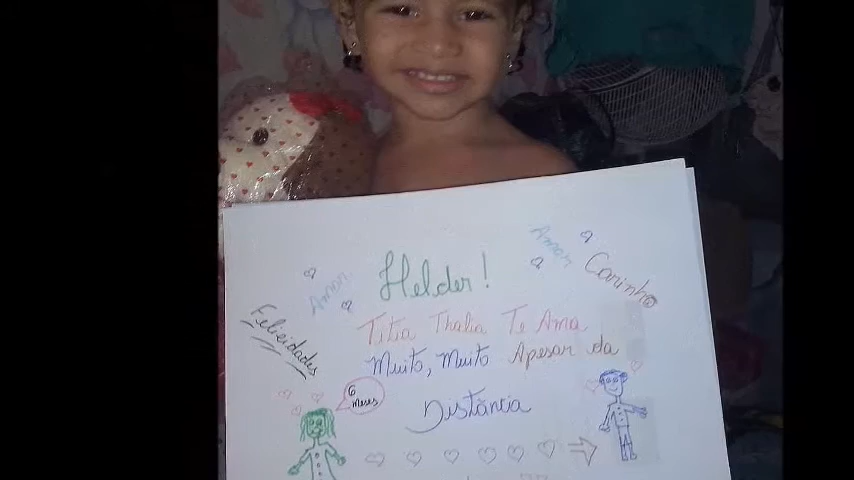 Amor
Carinho
Amor
Helder!
Felicidades
Titia Thalia Te Ama
Muito, Muito Apesar da
Distância
6
meses